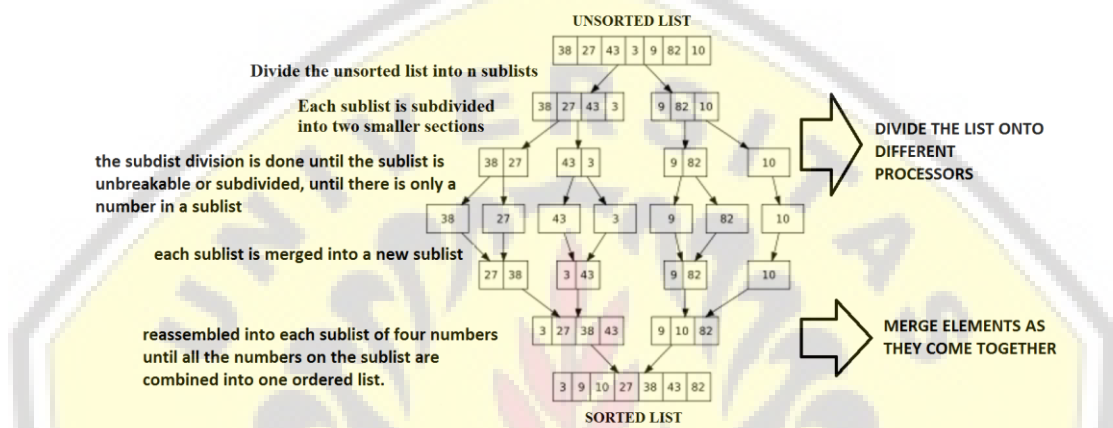 UNSORTED LIST
38 27 43 3 9 82 10
Divide the unsorted list into n sublists
Each sublist is subdivided
into two smaller sections
38 27 43 3
9 82 10
DIVIDE THE LIST ONTO
DIFFERENT
PROCESSORS
the subdist division is done until the sublist is
unbreakable or subdivided, until there is only a
number in a sublist
38 27
43 3
9 82
10
38
27
43
3
9
82
10
each sublist is merged into a new sublist
27 38
3 43
9 82
10
reassembled into each sublist of four numbers
until all the numbers on the sublist are
combined into one ordered list.
3 27 38 43
9 10 82
MERGE ELEMENTS AS
THEY COME TOGETHER
3 9 10 27 38 43 82
SORTED LIST
UNIVERSITAS